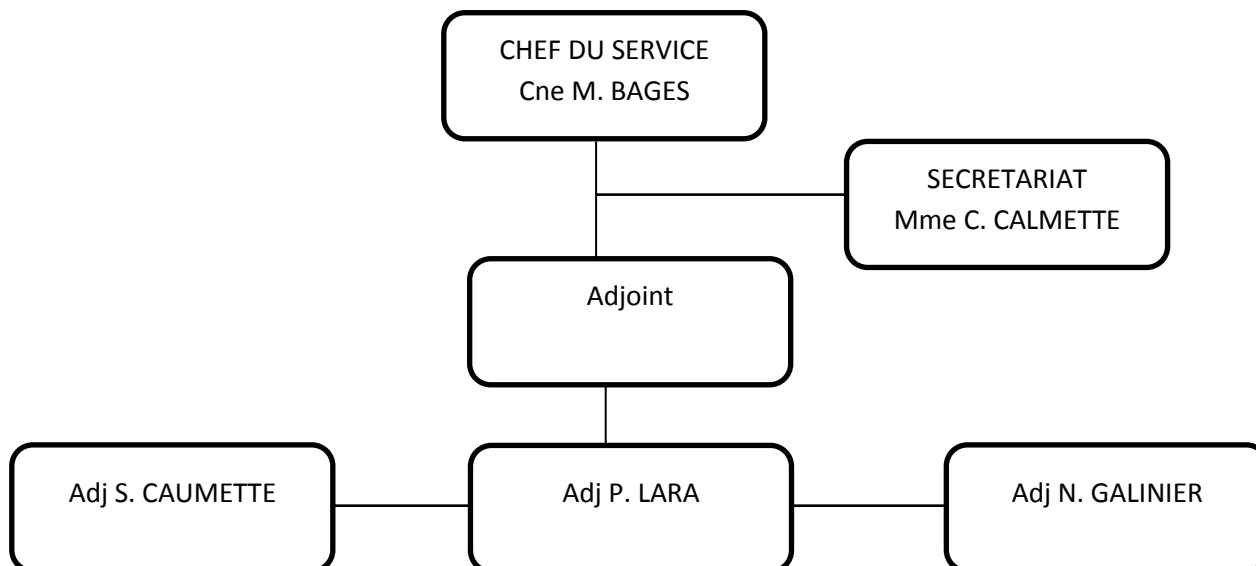 CHEF DU SERVICE
Cne M. BAGES
SECRETARIAT
Mme C. CALMETTE
Adjoint
Adj S. CAUMETTE
Adj P. LARA
Adj N. GALINIER